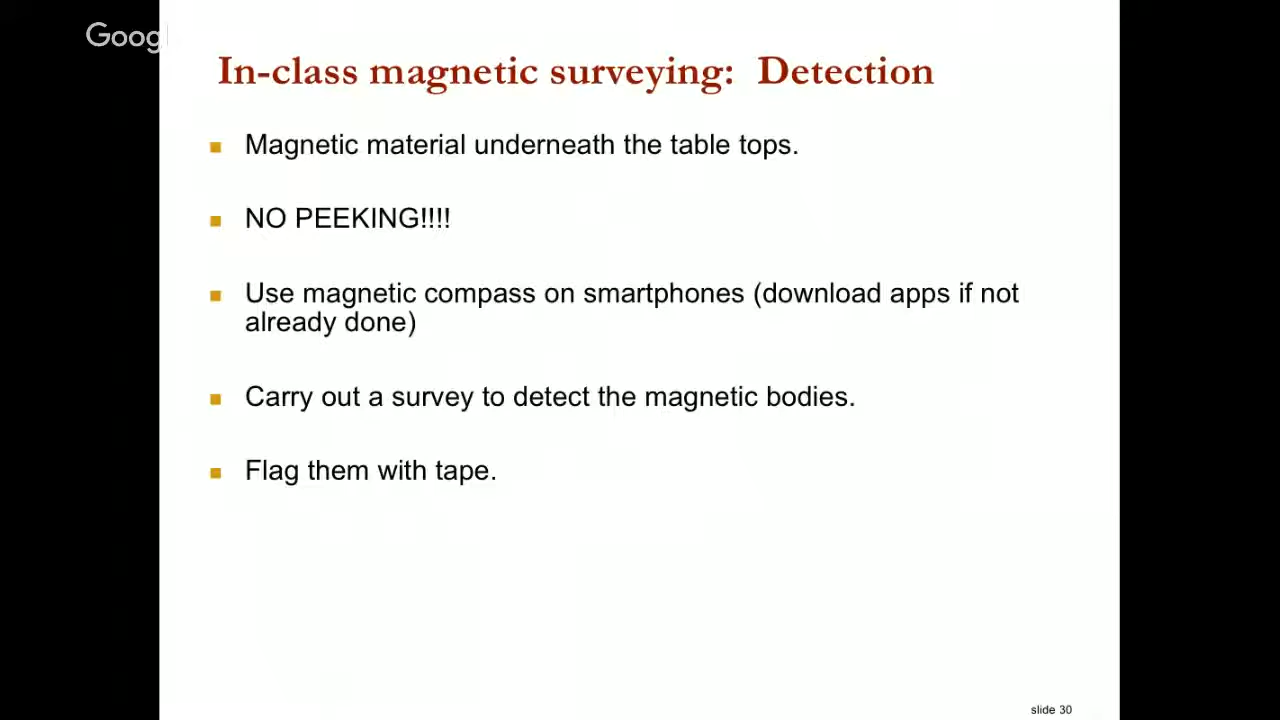 Google
In-class magnetic surveying: Detection
Magnetic material underneath the table tops.
NO PEEKING!!!!
Use magnetic compass on smartphones (download apps if not
already done)
Carry out a survey to detect the magnetic bodies.
Flag them with tape.
slide 30